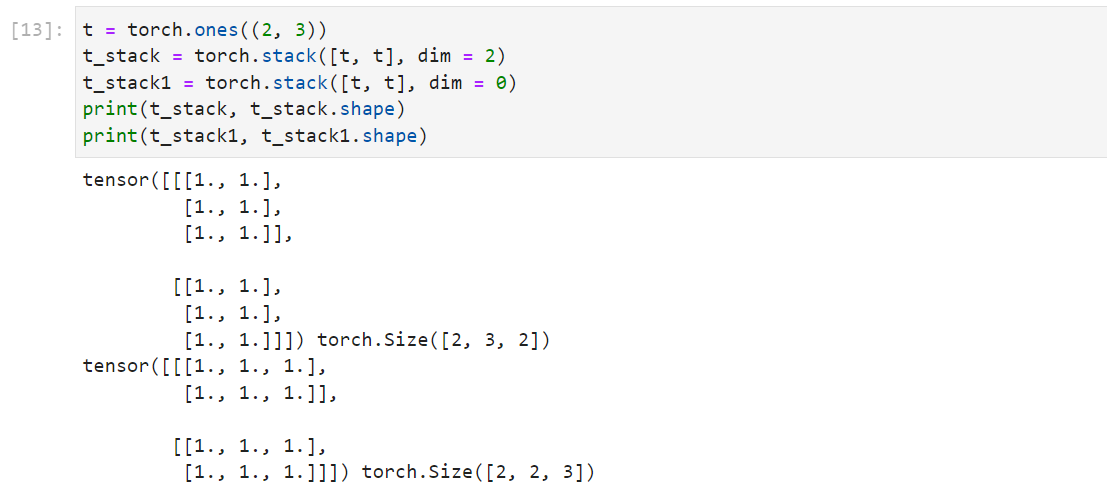 [13]: t = torch.ones((2, 3))
t_stack = torch.stack([t, t], dim = 2)
t_stack1 = torch.stack([t, t], dim = 0)
print(t_stack, t_stack.shape)
print(t_stack1, t_stack1.shape)
tensor([[[1., 1.],
[1., 1.],
[1., 1.]],
[[1., 1.],
[1., 1.],
[1., 1.]]]) torch.Size([2, 3, 2])
tensor([[[1., 1., 1.],
[1., 1., 1.]],
[[1., 1., 1.],
[1., 1., 1.]]]) torch.Size([2, 2, 3])